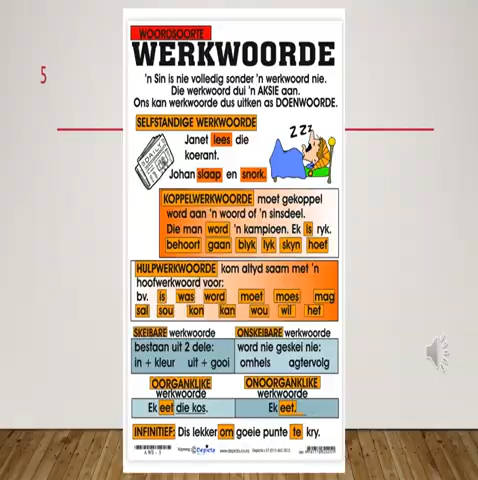 5
WOORDSOORTE
WERKWOORDE
'n Sin is nie volledig sonder 'n werkwoord nie.
Die werkwoord dui 'n AKSIE aan.
Ons kan werkwoorde dus uitken as DOENWOORDE.
SELFSTANDIGE WERKWOORDE
Janet lees die
koerant.
zzz
DAILY
Johan slaap en snork.
KOPPELWERKWOORDE moet gekoppel
word aan 'n woord of 'n sinsdeel.
Die man word 'n kampioen. Ek is ryk.
behoort gaan blyk lyk skyn hoef
HULPWERKWOORDE kom altyd saam met 'n
hoofwerkwoord voor:
bv. is was word moet moes mag
sal sou kon kan wou wil het
SKEIBARE werkwoorde
bestaan uit 2 dele:
in + kleur uit + gooi
ONSKEIBARE werkwoorde
word nie geskei nie:
omhels agtervolg
OORGANKLIKE
werkwoorde
Ek eet die kos.
ONOORGANKLIKE
werkwoorde
Ek eet.
INFINITIEF: Dis lekker om goeie punte te kry.
Depicta